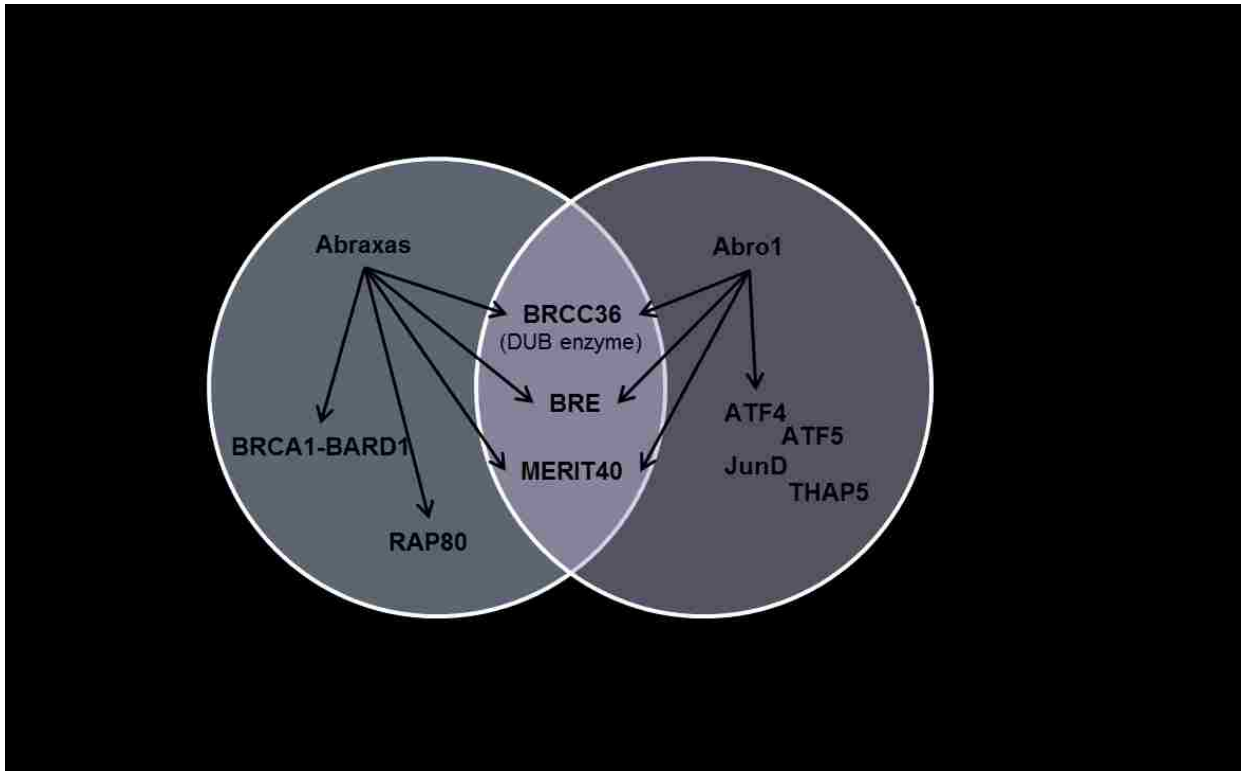 Abraxas
Abro1
BRCC36
(DUB enzyme)
BRE
MERIT40
BRCA1-BARD1
RAP80
ATF4
ATF5
JunD
THAP5